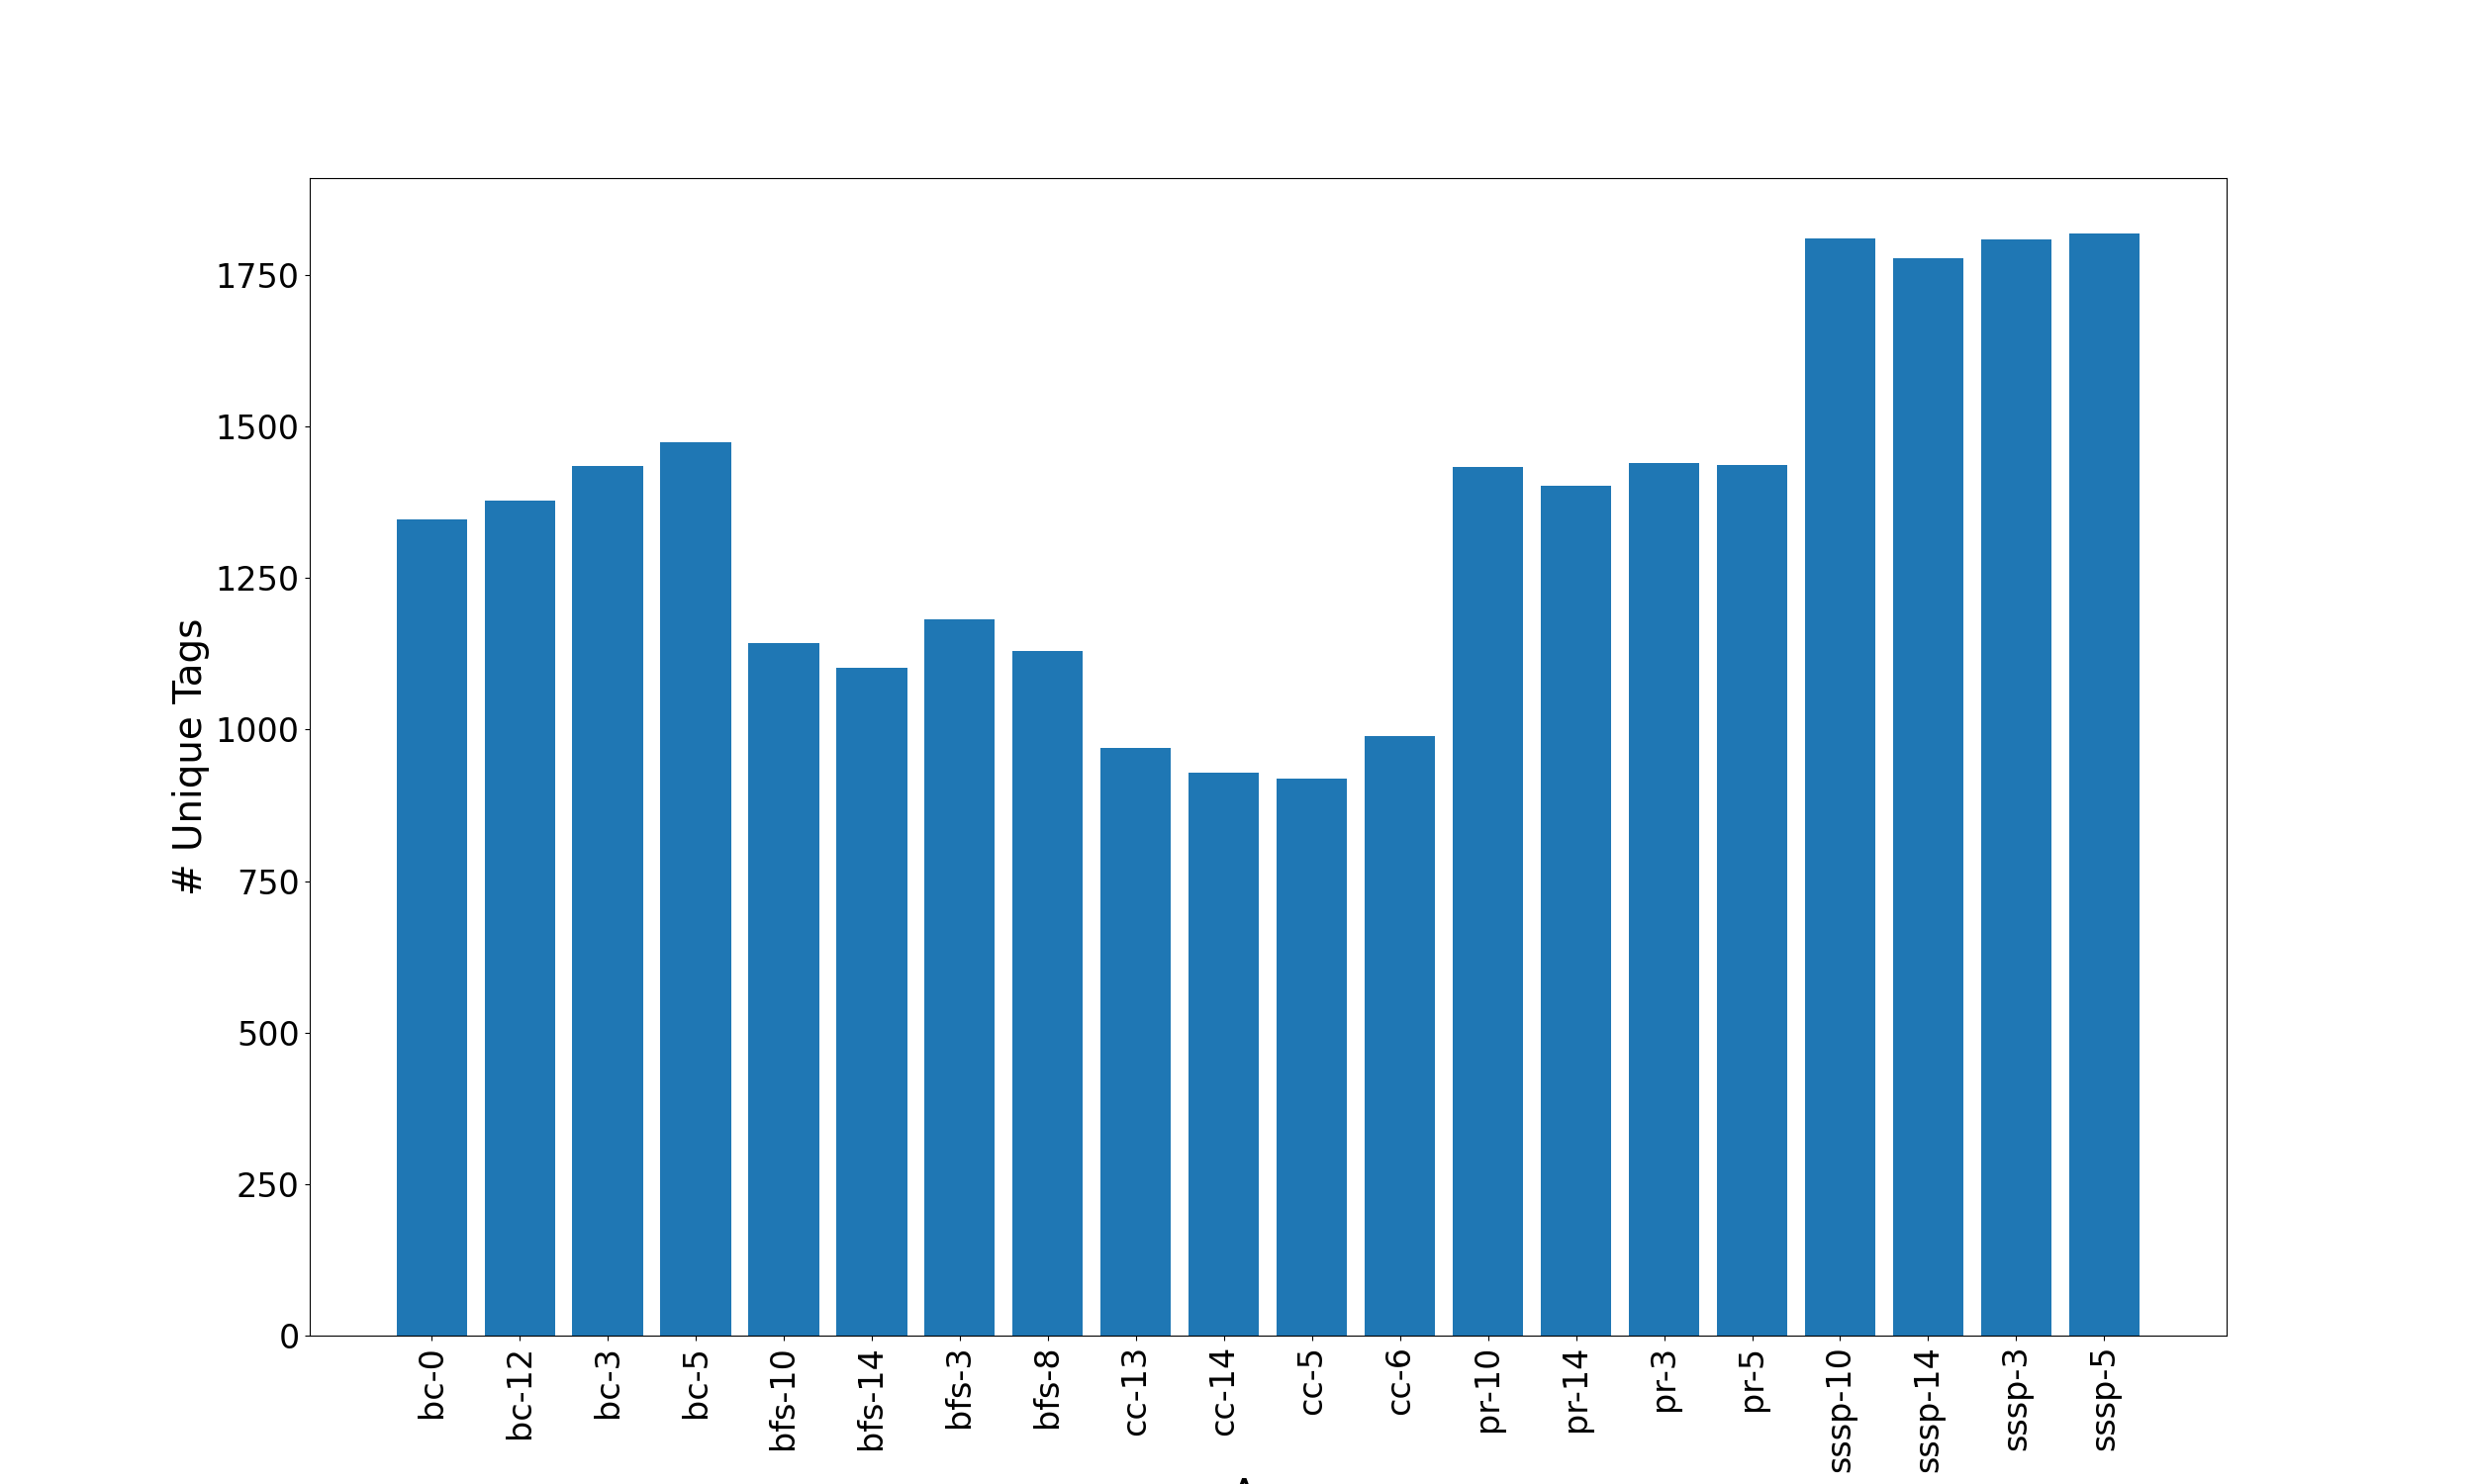 # Unique Tags
1750
1500
1250
1000
750
500
250
0
bc-0
bc-12
bc-3
bc-5
bfs-10
bfs-14
bfs-3
bfs-8
cc-13
cc-14
cc-5
cc-6
pr-10
pr-14
pr-3
pr-5
sssp-10
sssp-14
sssp-3
sssp-5